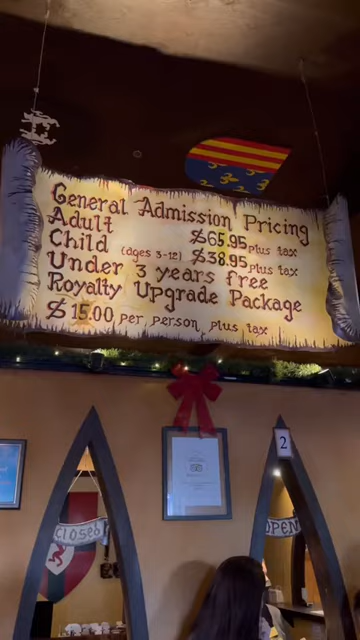 General Admission Pricing
Adult $65.95 plus tax
Child (ages 3-12) $38.95 plus tax
Under 3 years free
Royalty Upgrade Package
$15.00 per person plus tax
2
CLOSED
OPEN